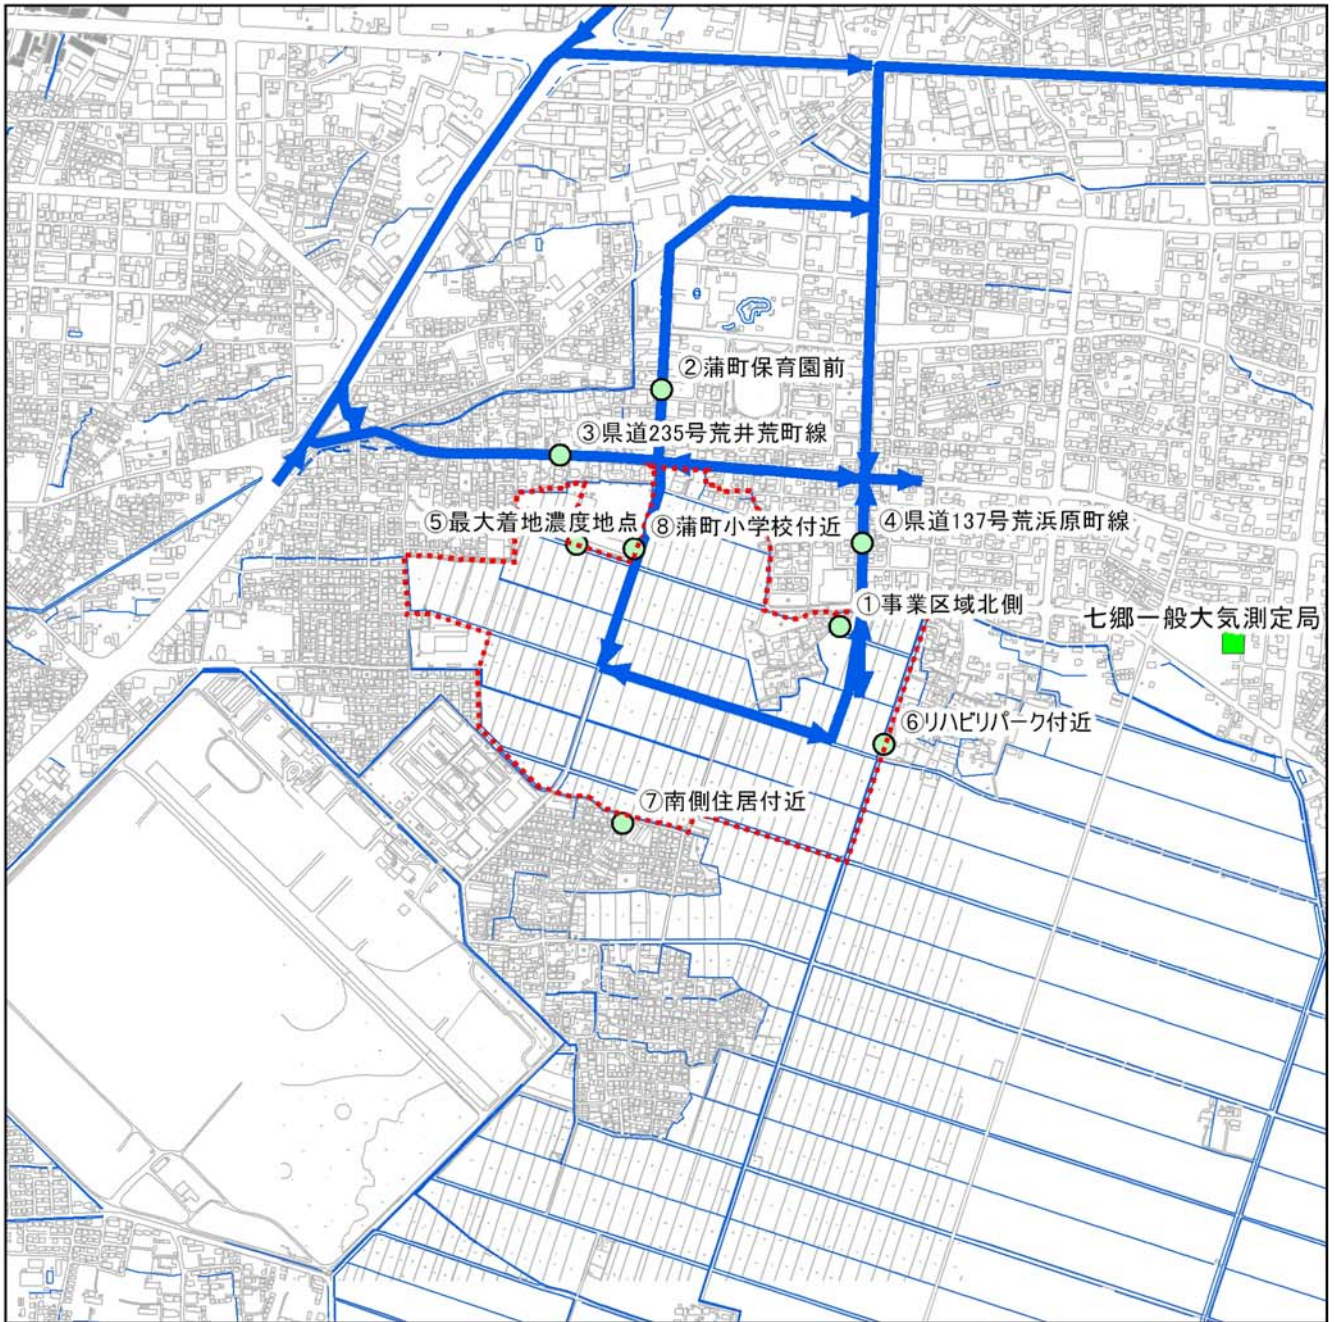 ②蒲町保育園前
③県道235号荒井荒町線
⑤最大着地濃度地点
⑧蒲町小学校付近
④県道137号荒浜原町線
①事業区域北側
七郷一般大気測定局
⑥リハビリパーク付近
⑦南側住居付近